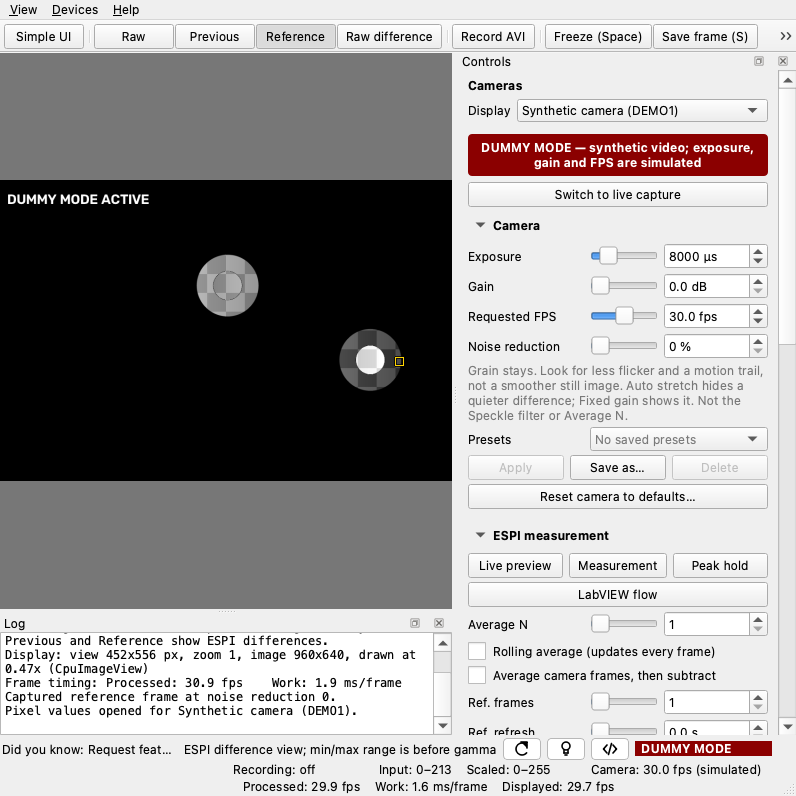 View Devices Help
Simple UI Raw Previous Reference Raw difference Record AVI Freeze (Space) Save frame (S) »
Controls
Cameras
Display Synthetic camera (DEMO1)
DUMMY MODE — synthetic video; exposure,
gain and FPS are simulated
Switch to live capture
DUMMY MODE ACTIVE
Camera
Exposure 8000 µs
Gain 0.0 dB
Requested FPS 30.0 fps
Noise reduction 0 %
Grain stays. Look for less flicker and a motion trail,
not a smoother still image. Auto stretch hides a
quieter difference; Fixed gain shows it. Not the
Speckle filter or Average N.
Presets No saved presets
Apply Save as... Delete
Reset camera to defaults...
ESPI measurement
Live preview Measurement Peak hold
LabVIEW flow
Average N 1
Rolling average (updates every frame)
Average camera frames, then subtract
Ref. frames 1
Ref. refresh 0.0 s
Log
Previous and Reference show ESPI differences.
Display: view 452x556 px, zoom 1, image 960x640, drawn at
0.47x (CpuImageView)
Frame timing: Processed: 30.9 fps Work: 1.9 ms/frame
Captured reference frame at noise reduction 0.
Pixel values opened for Synthetic camera (DEMO1).
Did you know: Request feat... ESPI difference view; min/max range is before gamma </> DUMMY MODE
Recording: off Input: 0–213 Scaled: 0–255 Camera: 30.0 fps (simulated)
Processed: 29.9 fps Work: 1.6 ms/frame Displayed: 29.7 fps